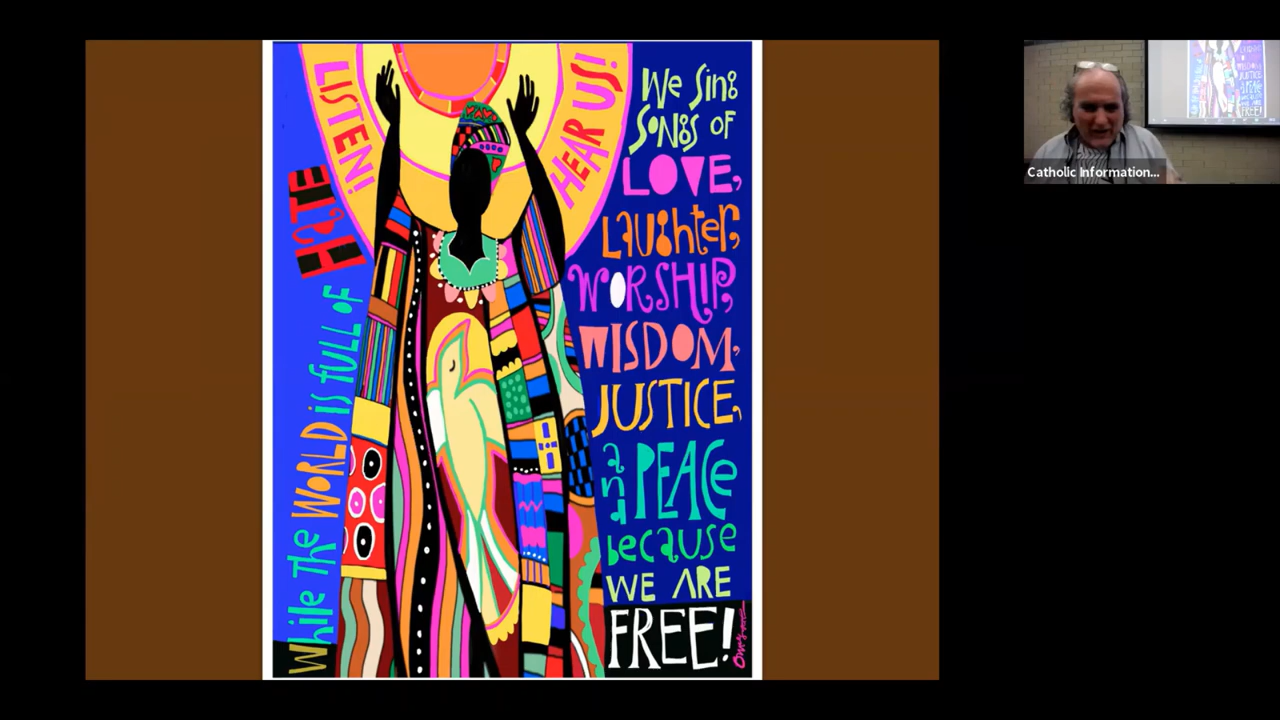 While The WORLD is full of
HATE
LISTEN!
HEAR US!
We Sing
SONGS OF
LOVE,
Laughter,
WORSHIP,
WISDOM,
JUSTICE,
and PEACE
because
WE ARE
FREE!
Catholic Information...